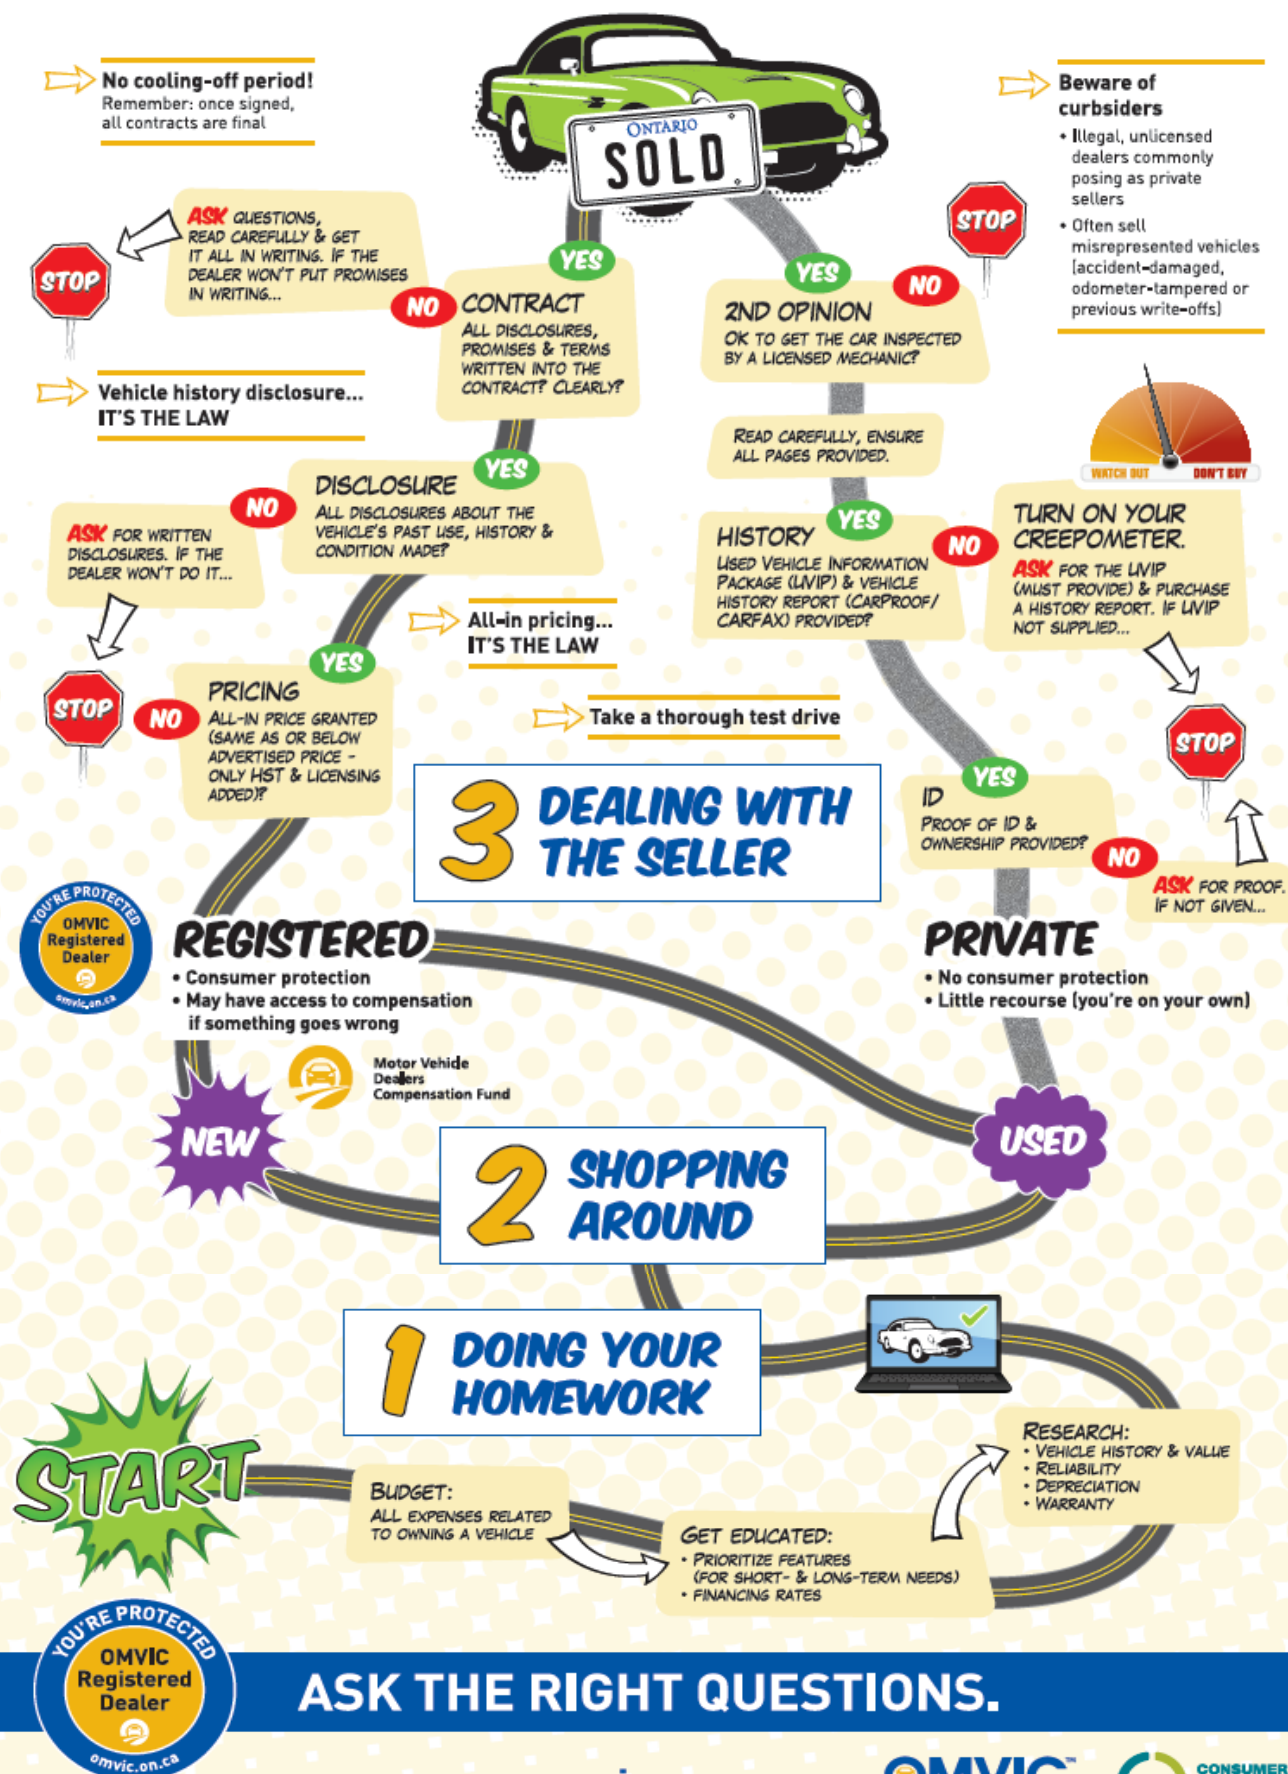 No cooling-off period!
Remember: once signed,
all contracts are final
ONTARIO
SOLD
Beware of
curbsiders
• Illegal, unlicensed
dealers commonly
posing as private
sellers
• Often sell
misrepresented vehicles
(accident-damaged,
odometer-tampered or
previous write-offs)
STOP
ASK QUESTIONS,
READ CAREFULLY & GET
IT ALL IN WRITING. IF THE
DEALER WON'T PUT PROMISES
IN WRITING...
STOP
NO
YES
CONTRACT
ALL DISCLOSURES,
PROMISES & TERMS
WRITTEN INTO THE
CONTRACT? CLEARLY?
YES
NO
2ND OPINION
OK TO GET THE CAR INSPECTED
BY A LICENSED MECHANIC?
Vehicle history disclosure...
IT'S THE LAW
READ CAREFULLY, ENSURE
ALL PAGES PROVIDED.
WATCH OUT
DON'T BUY
YES
NO
DISCLOSURE
ALL DISCLOSURES ABOUT THE
VEHICLE'S PAST USE, HISTORY &
CONDITION MADE?
ASK FOR WRITTEN
DISCLOSURES. IF THE
DEALER WON'T DO IT...
YES
NO
HISTORY
USED VEHICLE INFORMATION
PACKAGE (UVIP) & VEHICLE
HISTORY REPORT (CARPROOF/
CARFAX) PROVIDED?
TURN ON YOUR
CREEPOMETER.
ASK FOR THE UVIP
(MUST PROVIDE) & PURCHASE
A HISTORY REPORT. IF UVIP
NOT SUPPLIED...
All-in pricing...
IT'S THE LAW
STOP
NO
YES
PRICING
ALL-IN PRICE GRANTED
(SAME AS OR BELOW
ADVERTISED PRICE -
ONLY HST & LICENSING
ADDED)?
Take a thorough test drive
STOP
3 DEALING WITH
THE SELLER
YES
ID
PROOF OF ID &
OWNERSHIP PROVIDED?
NO
ASK FOR PROOF.
IF NOT GIVEN...
YOU'RE PROTECTED
OMVIC
Registered
Dealer
omvic.on.ca
REGISTERED
• Consumer protection
• May have access to compensation
if something goes wrong
PRIVATE
• No consumer protection
• Little recourse (you're on your own)
Motor Vehicle
Dealers
Compensation Fund
NEW
USED
2 SHOPPING
AROUND
1 DOING YOUR
HOMEWORK
START
BUDGET:
ALL EXPENSES RELATED
TO OWNING A VEHICLE
GET EDUCATED:
• PRIORITIZE FEATURES
(FOR SHORT- & LONG-TERM NEEDS)
• FINANCING RATES
RESEARCH:
• VEHICLE HISTORY & VALUE
• RELIABILITY
• DEPRECIATION
• WARRANTY
YOU'RE PROTECTED
OMVIC
Registered
Dealer
omvic.on.ca
ASK THE RIGHT QUESTIONS.
OMVIC™
CONSUMER